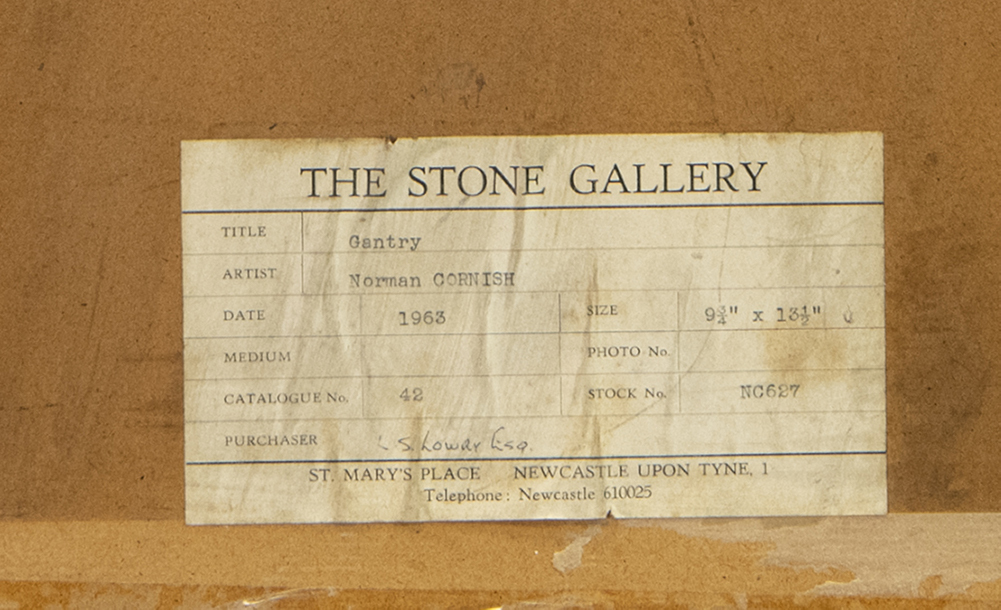 THE STONE GALLERY
TITLE Gantry
ARTIST Norman CORNISH
DATE 1963 SIZE 9¾" x 13½"
MEDIUM PHOTO No.
CATALOGUE No. 42 STOCK No. NC627
PURCHASER L S. Lowry Esq.
ST. MARY'S PLACE NEWCASTLE UPON TYNE, 1
Telephone: Newcastle 610025